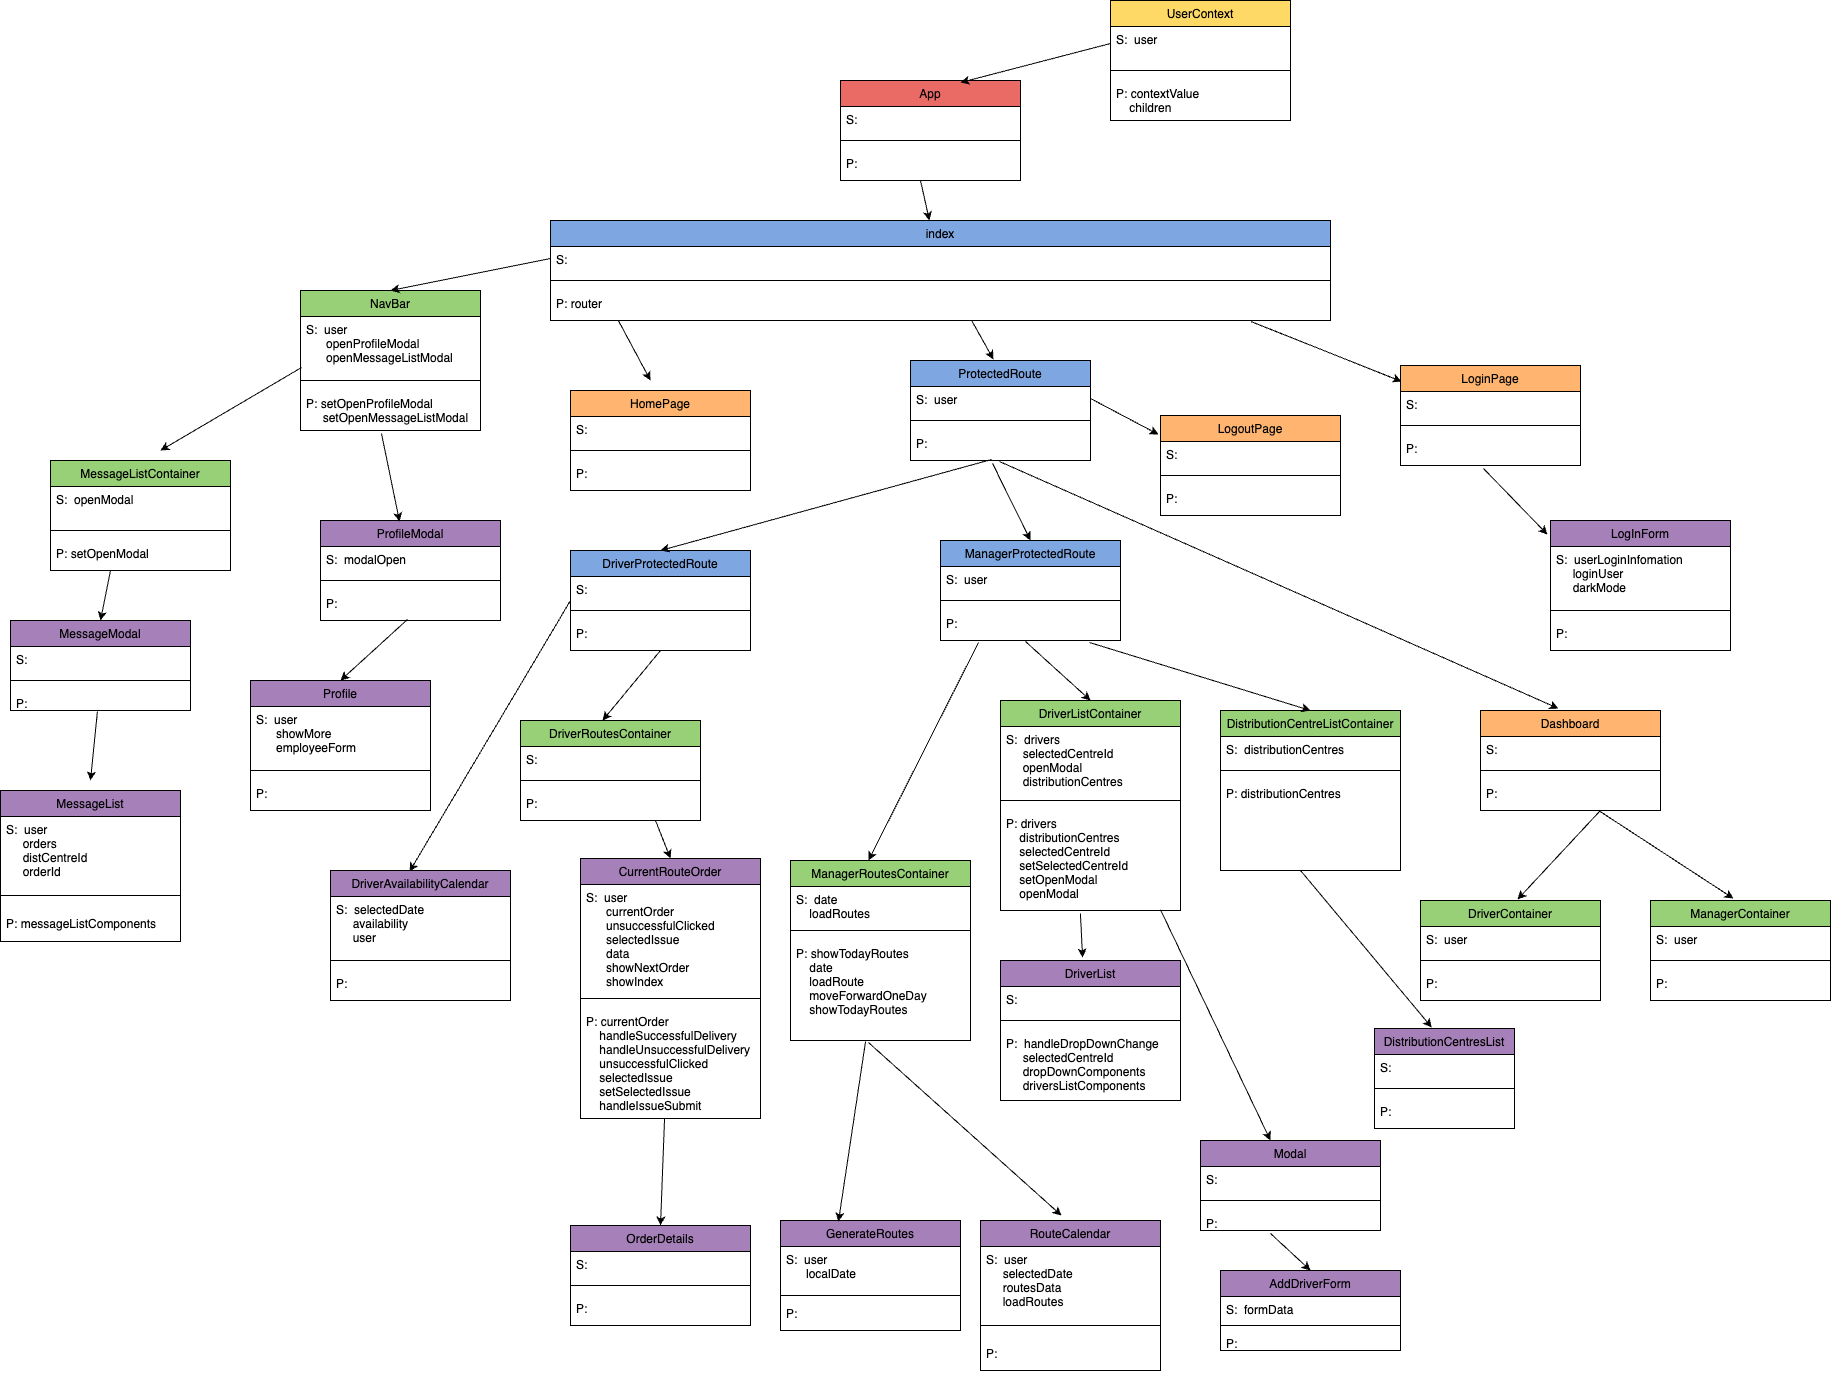 UserContext
S: user
P: contextValue
children
App
S:
P:
index
S:
P: router
NavBar
S: user
openProfileModal
openMessageListModal
P: setOpenProfileModal
setOpenMessageListModal
HomePage
S:
P:
ProtectedRoute
S: user
P:
LogoutPage
S:
P:
LoginPage
S:
P:
MessageListContainer
S: openModal
P: setOpenModal
ProfileModal
S: modalOpen
P:
DriverProtectedRoute
S:
P:
ManagerProtectedRoute
S: user
P:
LogInForm
S: userLoginInfomation
loginUser
darkMode
P:
MessageModal
S:
P:
Profile
S: user
showMore
employeeForm
P:
DriverRoutesContainer
S:
P:
DriverListContainer
S: drivers
selectedCentreId
openModal
distributionCentres
P: drivers
distributionCentres
selectedCentreId
setSelectedCentreId
setOpenModal
openModal
DistributionCentreListContainer
S: distributionCentres
P: distributionCentres
Dashboard
S:
P:
MessageList
S: user
orders
distCentreId
orderId
P: messageListComponents
DriverAvailabilityCalendar
S: selectedDate
availability
user
P:
CurrentRouteOrder
S: user
currentOrder
unsuccessfulClicked
selectedIssue
data
showNextOrder
showIndex
P: currentOrder
handleSuccessfulDelivery
handleUnsuccessfulDelivery
unsuccessfulClicked
selectedIssue
setSelectedIssue
handleIssueSubmit
ManagerRoutesContainer
S: date
loadRoutes
P: showTodayRoutes
date
loadRoute
moveForwardOneDay
showTodayRoutes
DriverList
S:
P: handleDropDownChange
selectedCentreId
dropDownComponents
driversListComponents
DriverContainer
S: user
P:
ManagerContainer
S: user
P:
DistributionCentresList
S:
P:
Modal
S:
P:
OrderDetails
S:
P:
GenerateRoutes
S: user
localDate
P:
RouteCalendar
S: user
selectedDate
routesData
loadRoutes
P:
AddDriverForm
S: formData
P: